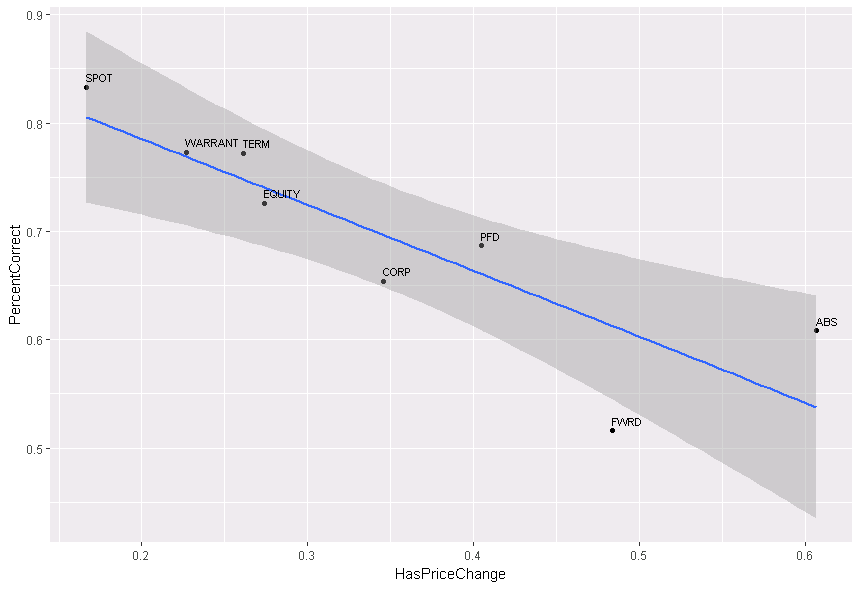 0.9
SPOT
0.8
WARRANT TERM
EQUITY
0.7
PFD
CORP
PercentCorrect
ABS
0.6
FWRD
0.5
0.2 0.3 0.4 0.5 0.6
HasPriceChange